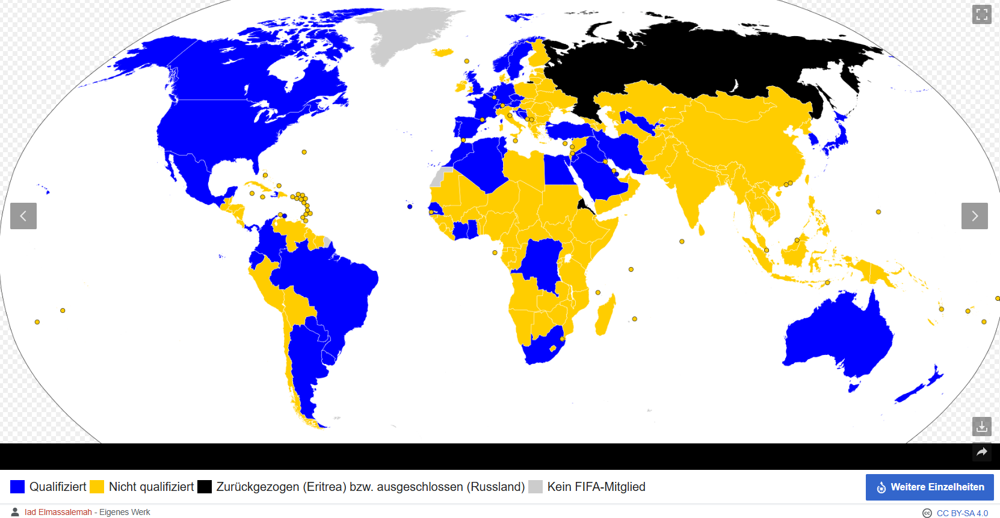 Qualifiziert Nicht qualifiziert Zurückgezogen (Eritrea) bzw. ausgeschlossen (Russland) Kein FIFA-Mitglied
Weitere Einzelheiten
Iad Elmassalemah - Eigenes Werk
CC BY-SA 4.0